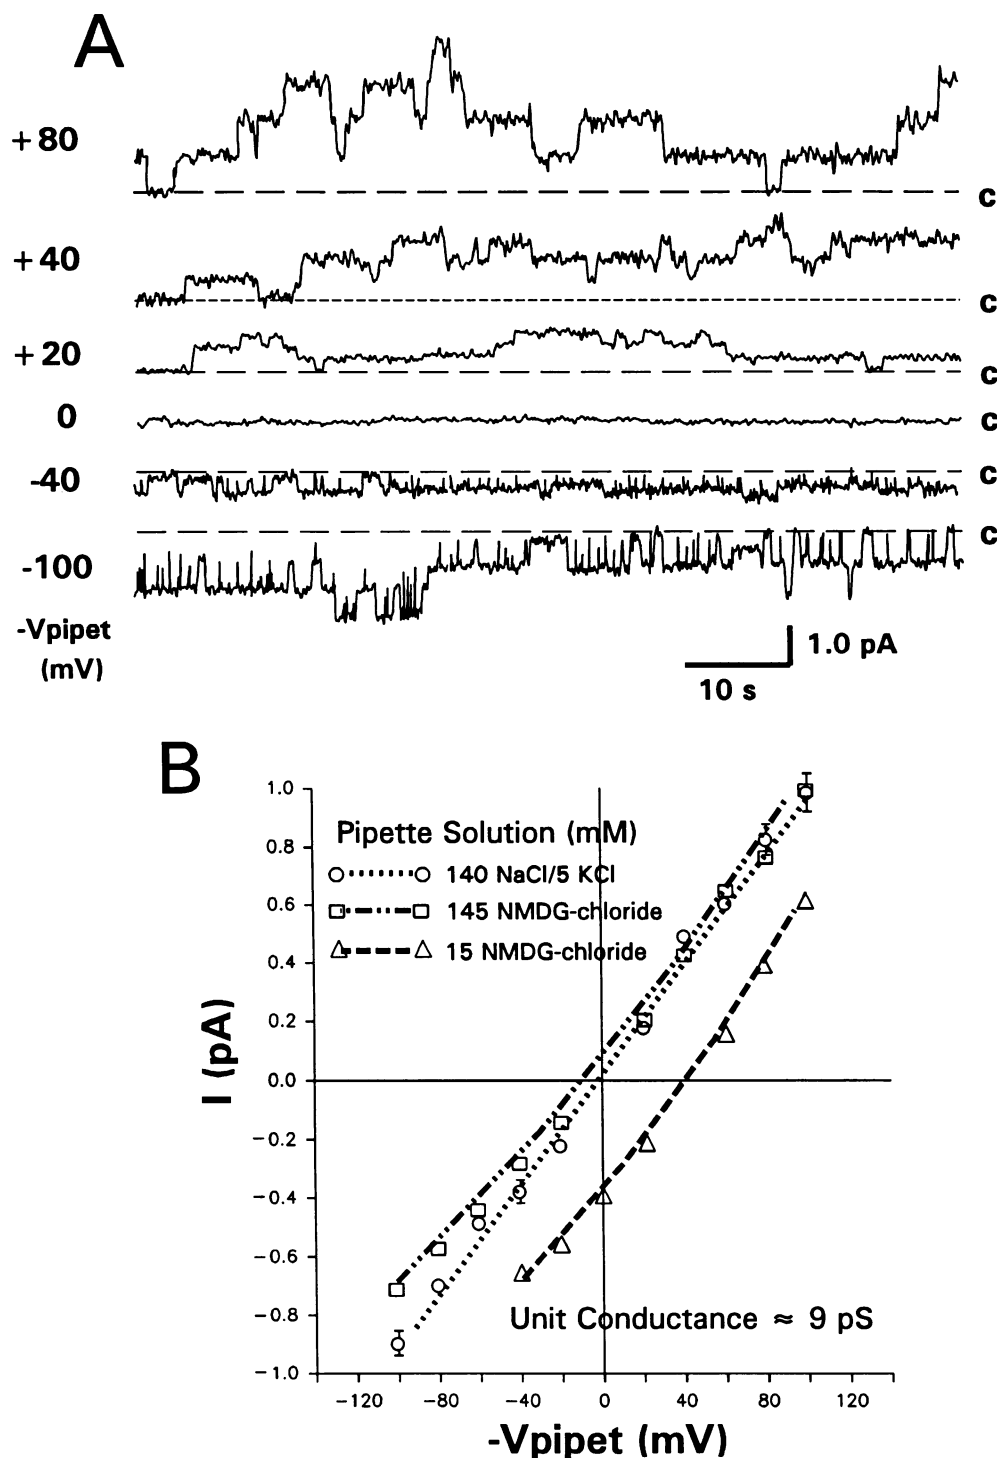 A
+80
c
+40
c
+20
c
0
c
-40
c
-100
c
-Vpipet
(mV)
1.0 pA
10 s
B
Pipette Solution (mM)
140 NaCl/5 KCl
145 NMDG-chloride
15 NMDG-chloride
1.0
0.8
0.6
0.4
0.2
0.0
−0.2
−0.4
−0.6
−0.8
−1.0
I (pA)
Unit Conductance ≈ 9 pS
−120 −80 −40 0 40 80 120
-Vpipet (mV)